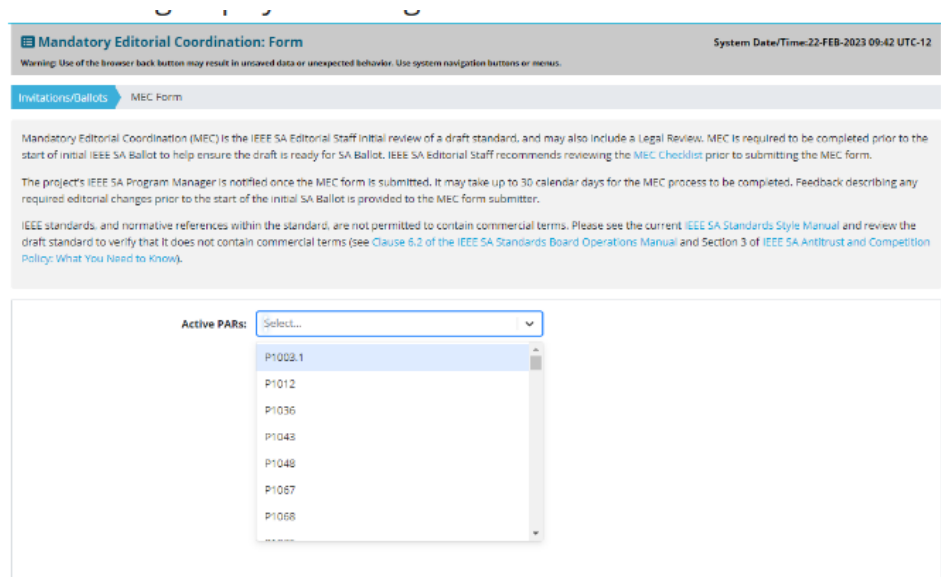 Mandatory Editorial Coordination: Form
System Date/Time:22-FEB-2023 09:42 UTC-12
Warning: Use of the browser back button may result in unsaved data or unexpected behavior. Use system navigation buttons or menus.
Invitations/Ballots MEC Form
Mandatory Editorial Coordination (MEC) is the IEEE SA Editorial Staff initial review of a draft standard, and may also include a Legal Review. MEC is required to be completed prior to the
start of initial IEEE SA Ballot to help ensure the draft is ready for SA Ballot. IEEE SA Editorial Staff recommends reviewing the MEC Checklist prior to submitting the MEC form.
The project's IEEE SA Program Manager is notified once the MEC form is submitted. It may take up to 30 calendar days for the MEC process to be completed. Feedback describing any
required editorial changes prior to the start of the initial SA Ballot is provided to the MEC form submitter.
IEEE standards, and normative references within the standard, are not permitted to contain commercial terms. Please see the current IEEE SA Standards Style Manual and review the
draft standard to verify that it does not contain commercial terms (see Clause 6.2 of the IEEE SA Standards Board Operations Manual and Section 3 of IEEE SA Antitrust and Competition
Policy: What You Need to Know).
Active PARs: Select...
P1003.1
P1012
P1036
P1043
P1048
P1067
P1068